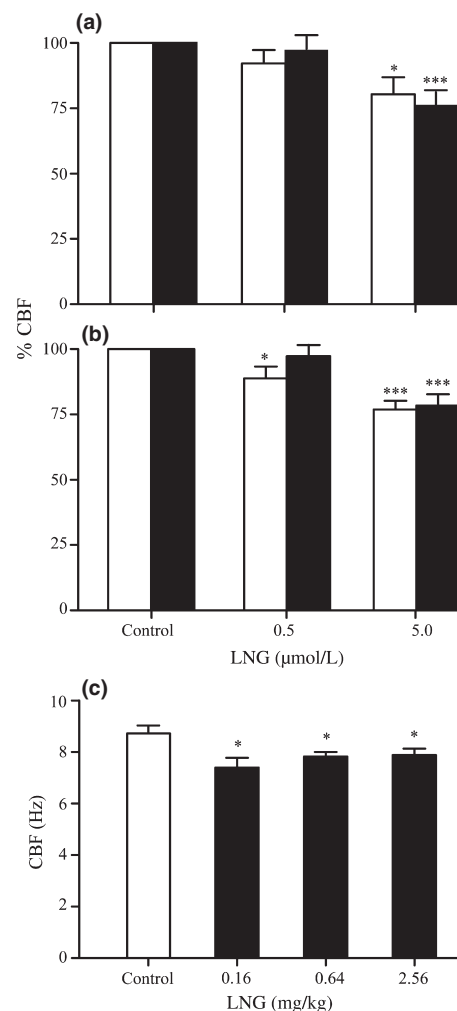 (a)
100
75
50
25
0
* ***
% CBF
(b)
100
75
50
25
0
* *** ***
Control 0.5 5.0
LNG (µmol/L)
(c)
10
8
6
4
2
0
* * *
CBF (Hz)
Control 0.16 0.64 2.56
LNG (mg/kg)